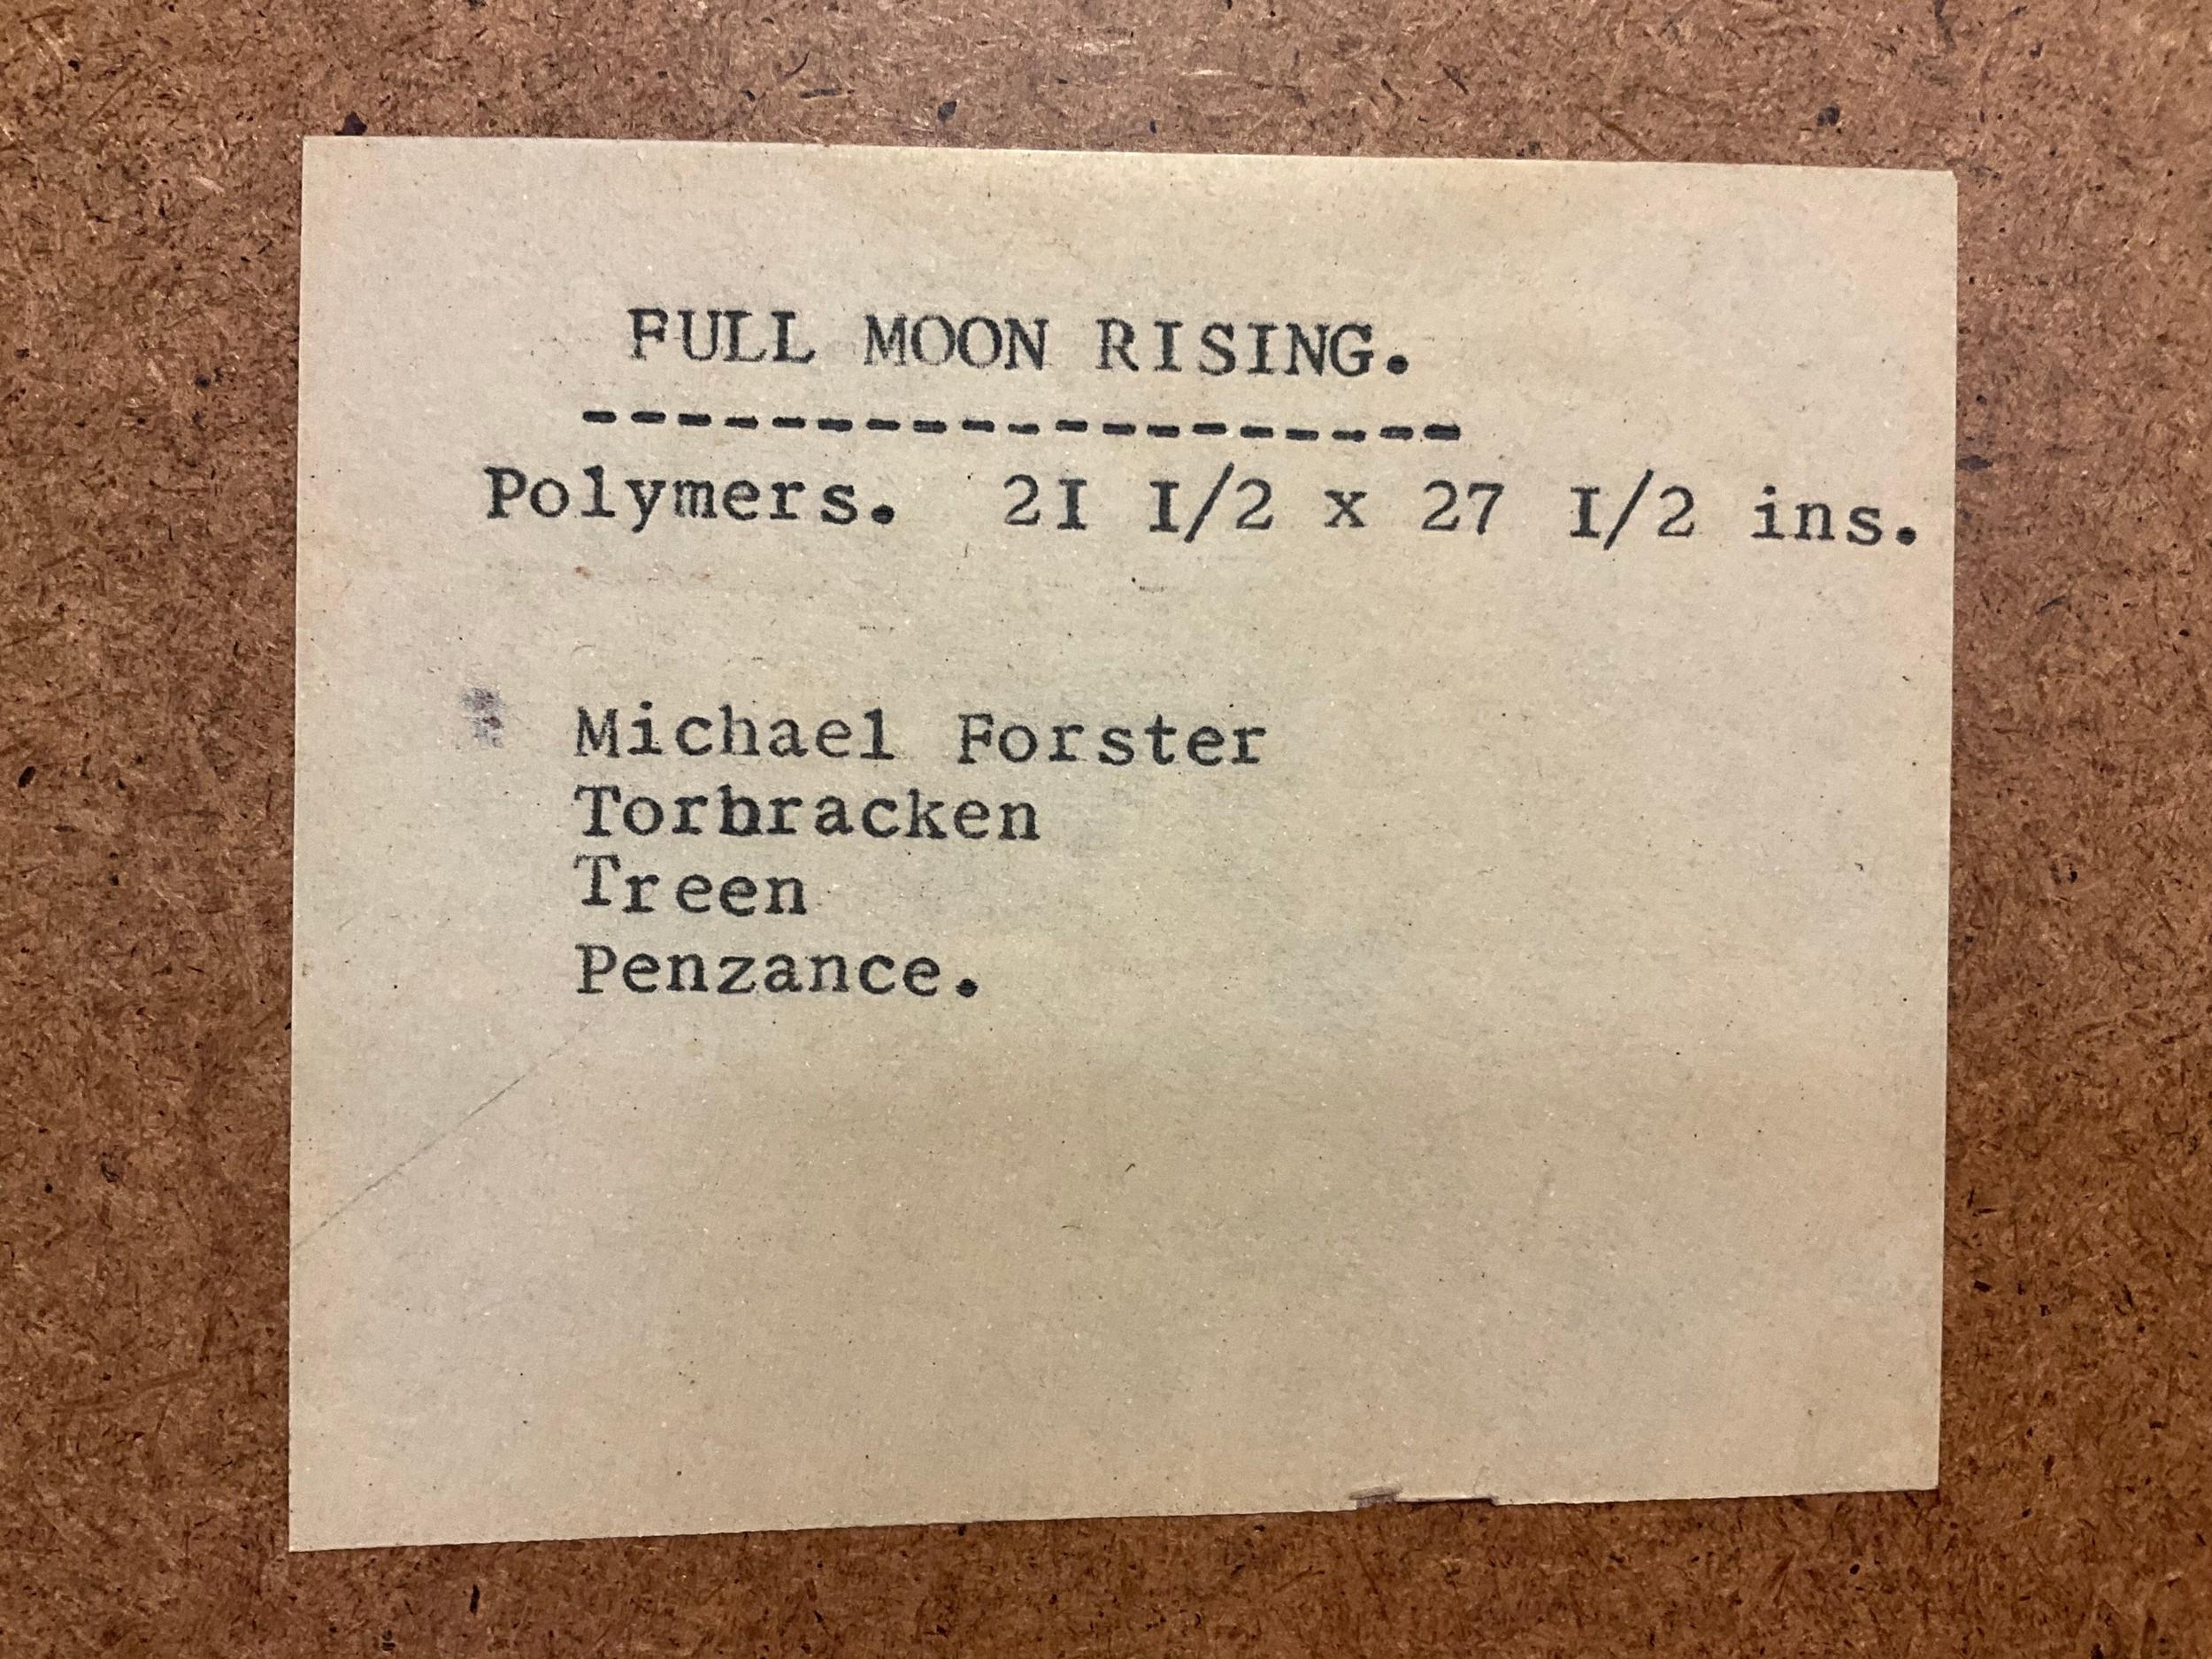 FULL MOON RISING.
-------------------
Polymers. 2I I/2 x 27 I/2 ins.
Michael Forster
Torbracken
Treen
Penzance.